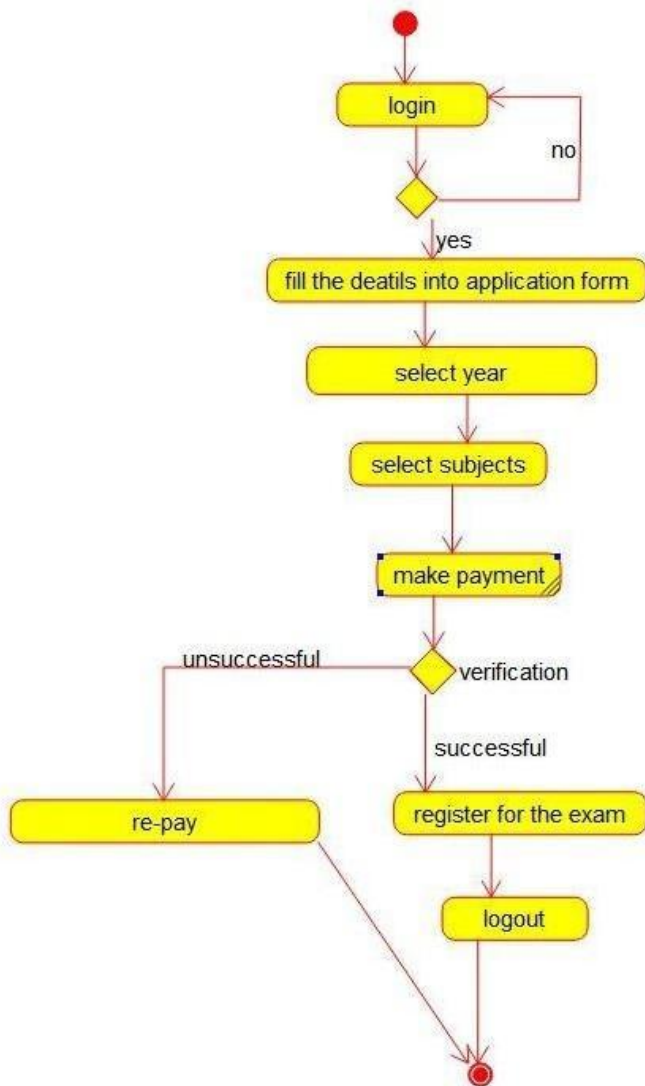 login
no
yes
fill the deatils into application form
select year
select subjects
make payment
unsuccessful
verification
successful
re-pay
register for the exam
logout